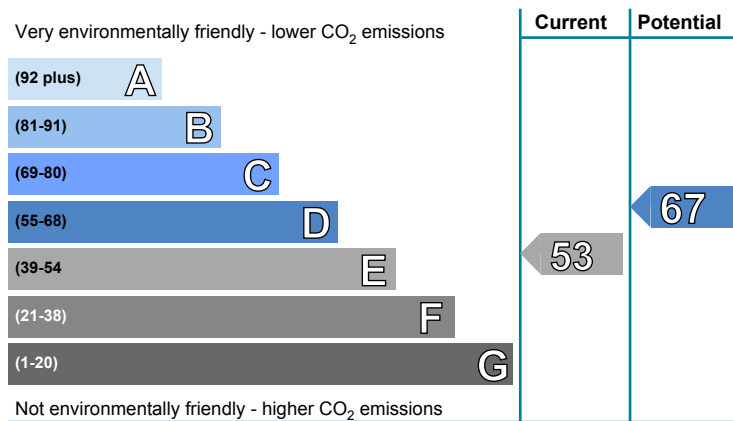 Very environmentally friendly - lower CO2 emissions
Current
Potential
(92 plus) A
(81-91) B
(69-80) C
(55-68) D
67
(39-54 E
53
(21-38) F
(1-20) G
Not environmentally friendly - higher CO2 emissions